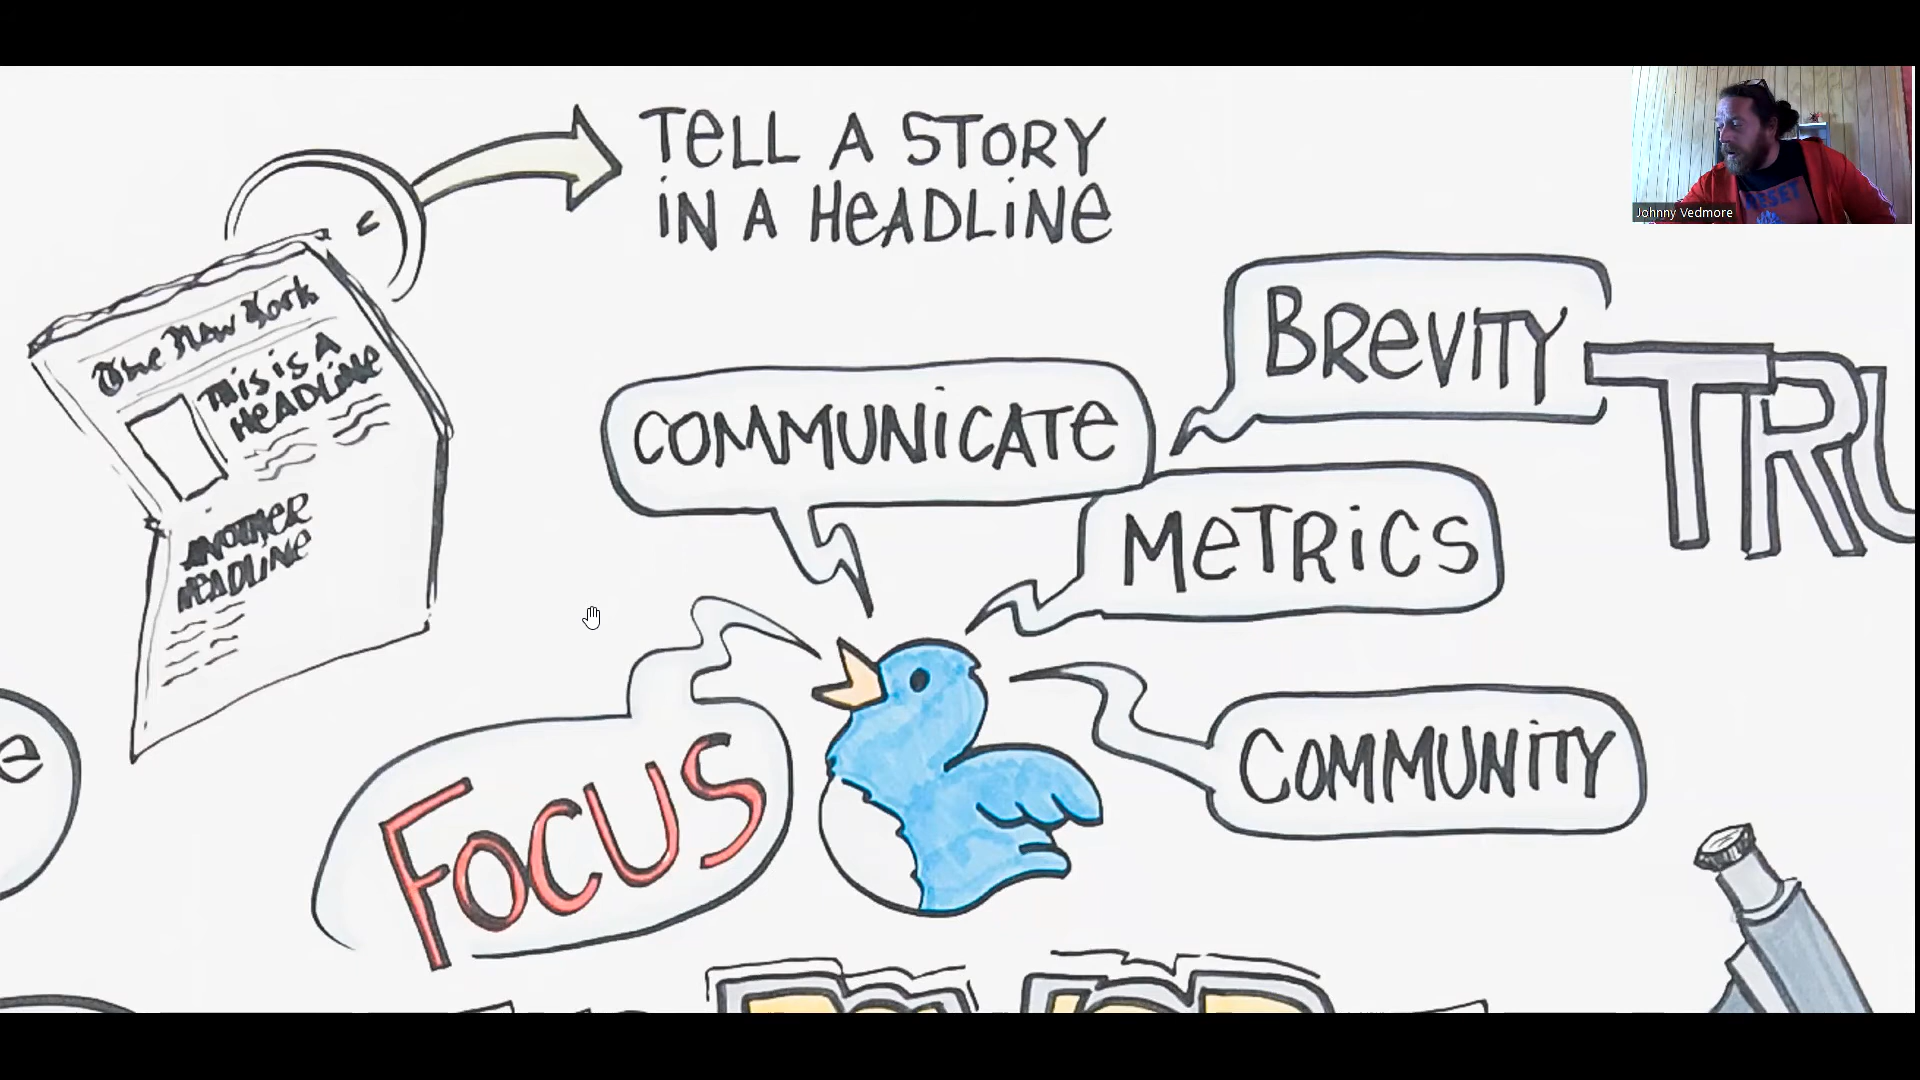 TELL A STORY
IN A HEADLINE
Johnny Vedmore
The New York
THIS IS A
HEADLINE
ANOTHER
HEADLINE
BREVITY
COMMUNICATE
METRICS
COMMUNITY
FOCUS
TRU
e